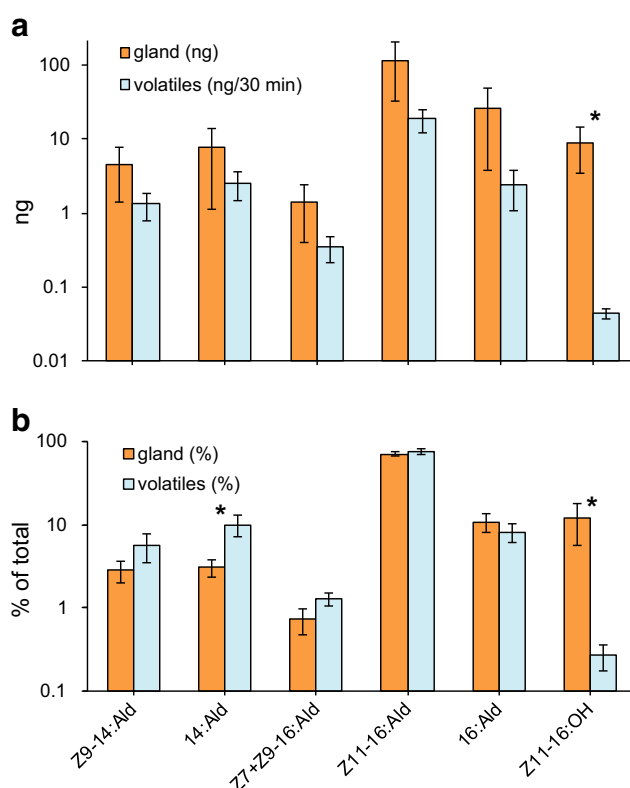 a
gland (ng)
volatiles (ng/30 min)
100
10
1
0.1
0.01
ng
*
b
gland (%)
volatiles (%)
100
10
1
0.1
% of total
*
*
Z9-14:Ald
14:Ald
Z7+Z9-16:Ald
Z11-16:Ald
16:Ald
Z11-16:OH